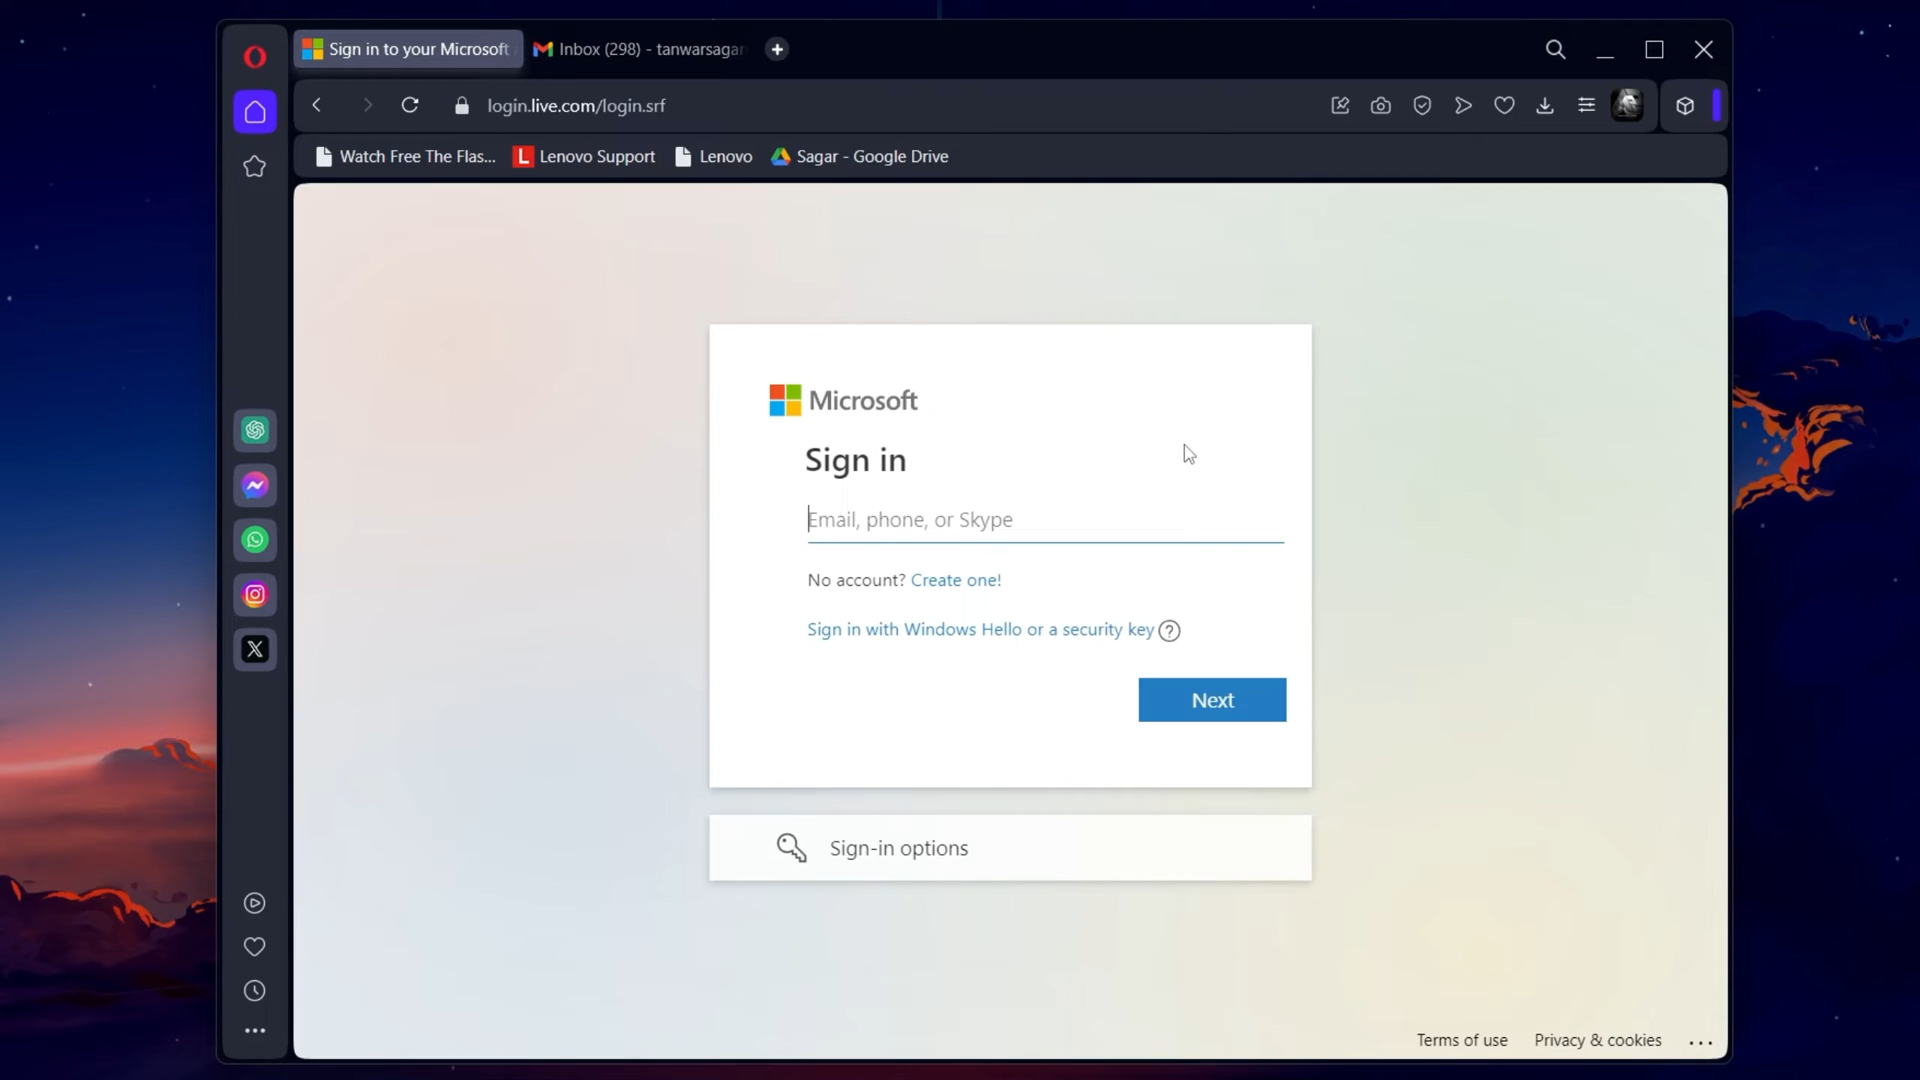 Sign in to your Microsoft
Inbox (298) - tanwarsagar
login.live.com/login.srf
Watch Free The Flas...
L Lenovo Support
Lenovo
Sagar - Google Drive
Microsoft
Sign in
Email, phone, or Skype
No account? Create one!
Sign in with Windows Hello or a security key
Next
Sign-in options
Terms of use
Privacy & cookies